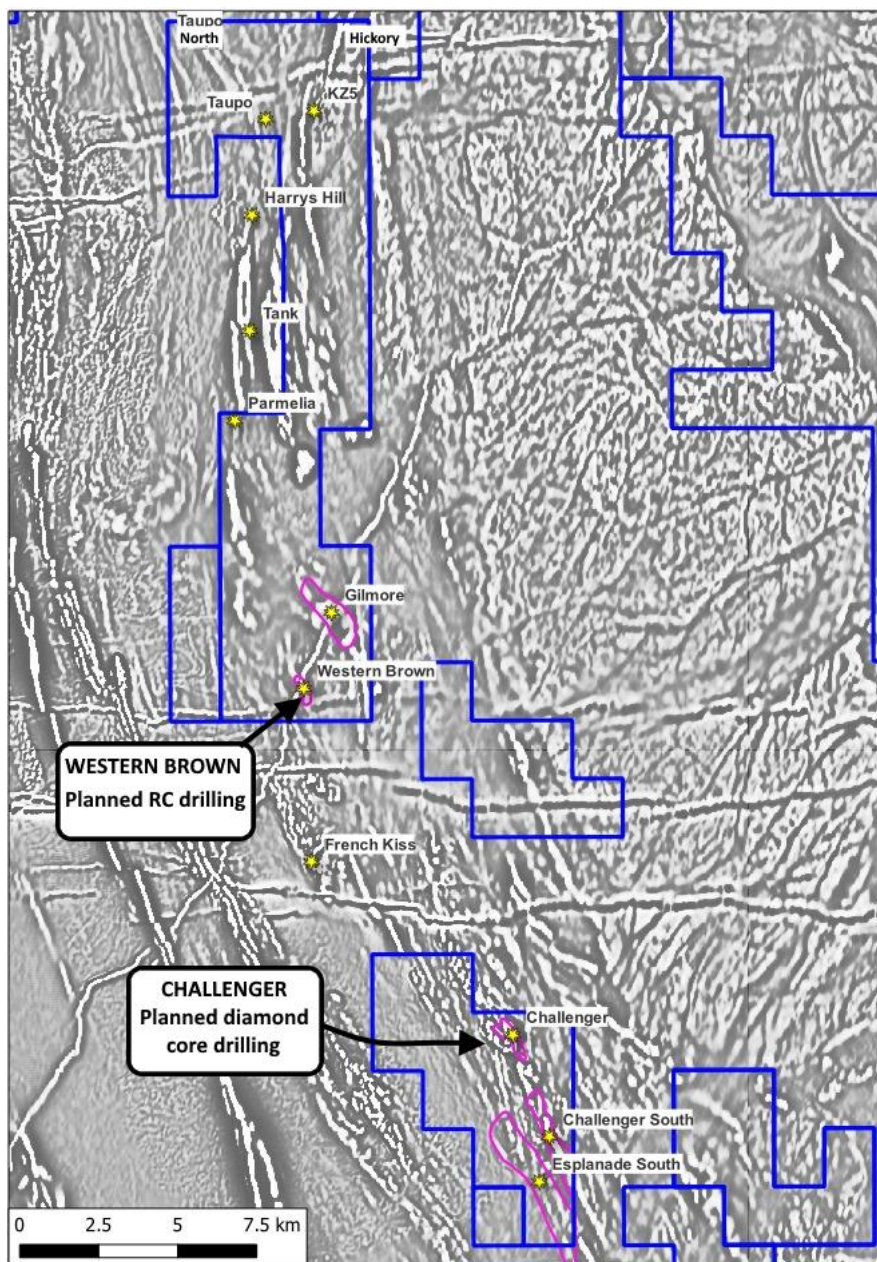 Taupo
North
Hickory
KZ5
Taupo
Harrys Hill
Tank
Parmelia
Gilmore
Western Brown
WESTERN BROWN
Planned RC drilling
French Kiss
CHALLENGER
Planned diamond
core drilling
Challenger
Challenger South
Esplanade South
0 2.5 5 7.5 km